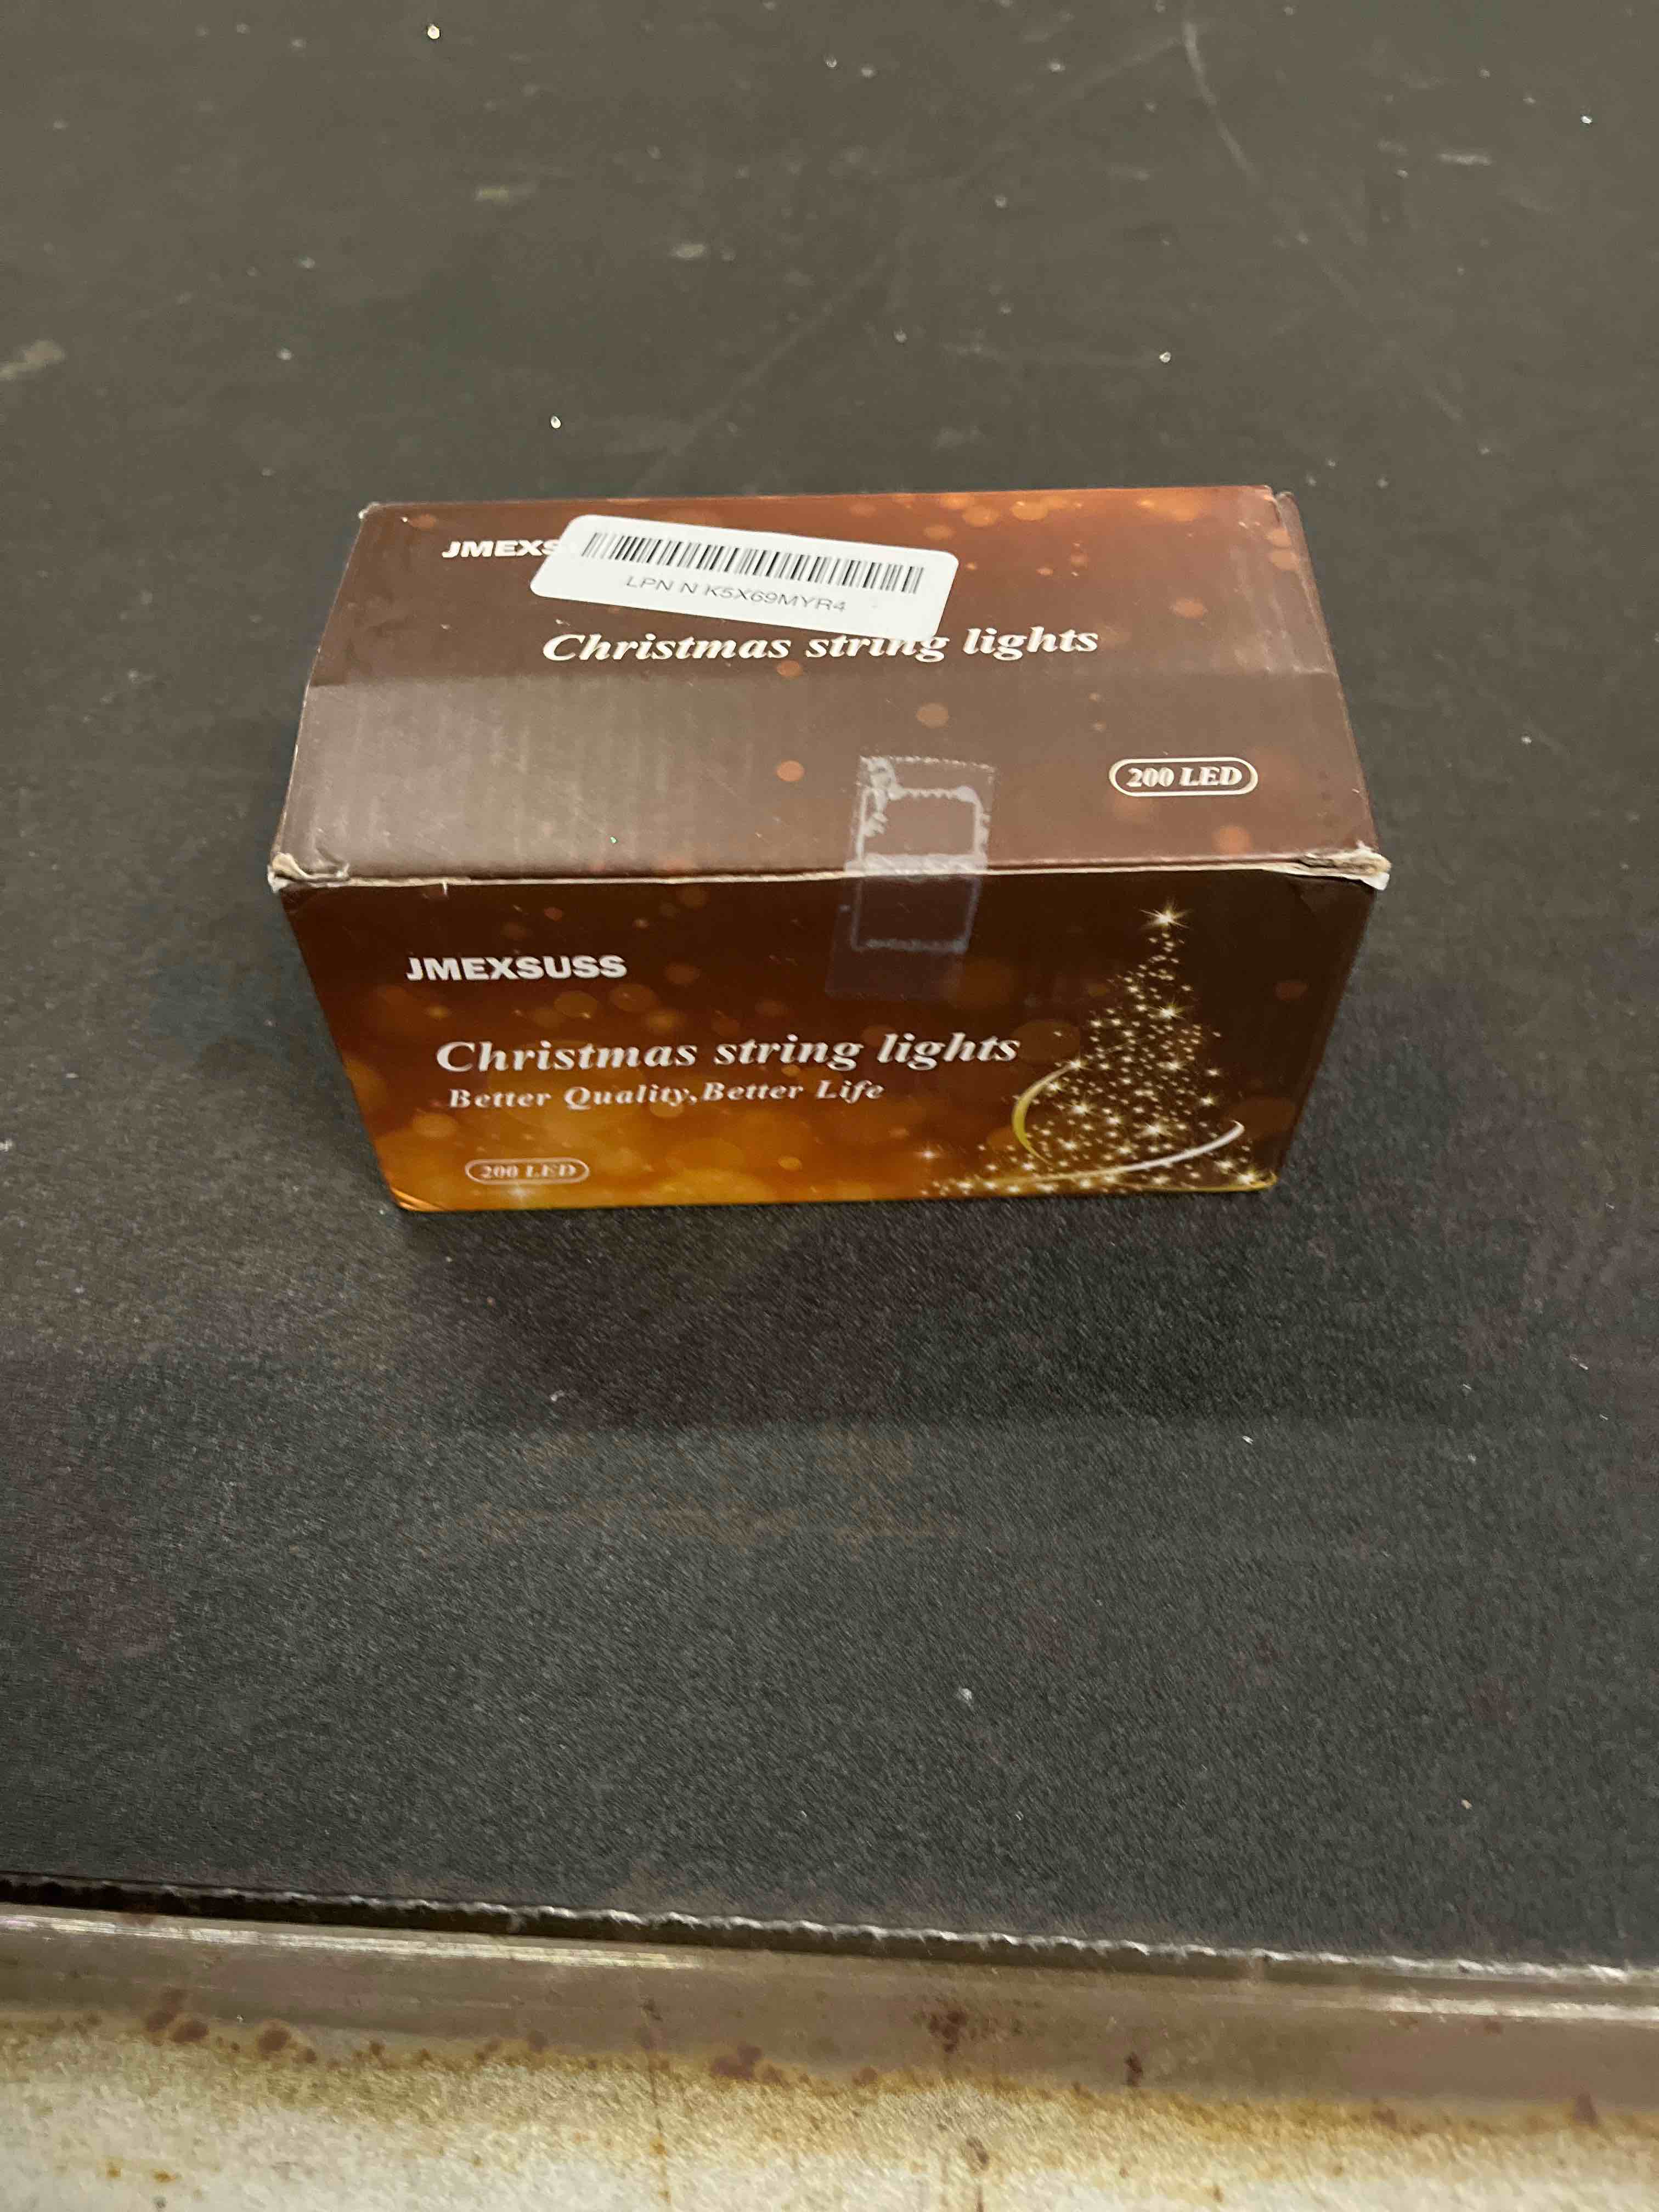 JMEXS
LPN N K5X69MYR4
Christmas string lights
200 LED
JMEXSUSS
Christmas string lights
Better Quality,Better Life
200 LED